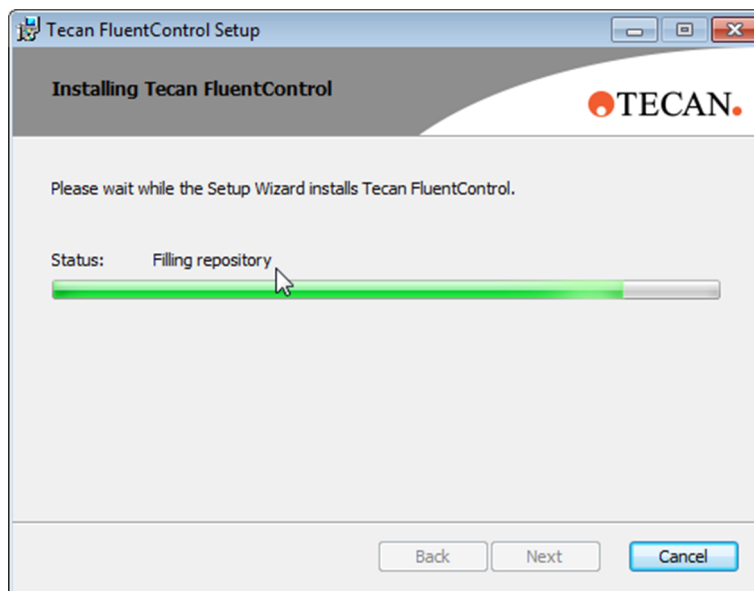 Tecan FluentControl Setup
Installing Tecan FluentControl
TECAN.
Please wait while the Setup Wizard installs Tecan FluentControl.
Status: Filling repository
Back Next Cancel